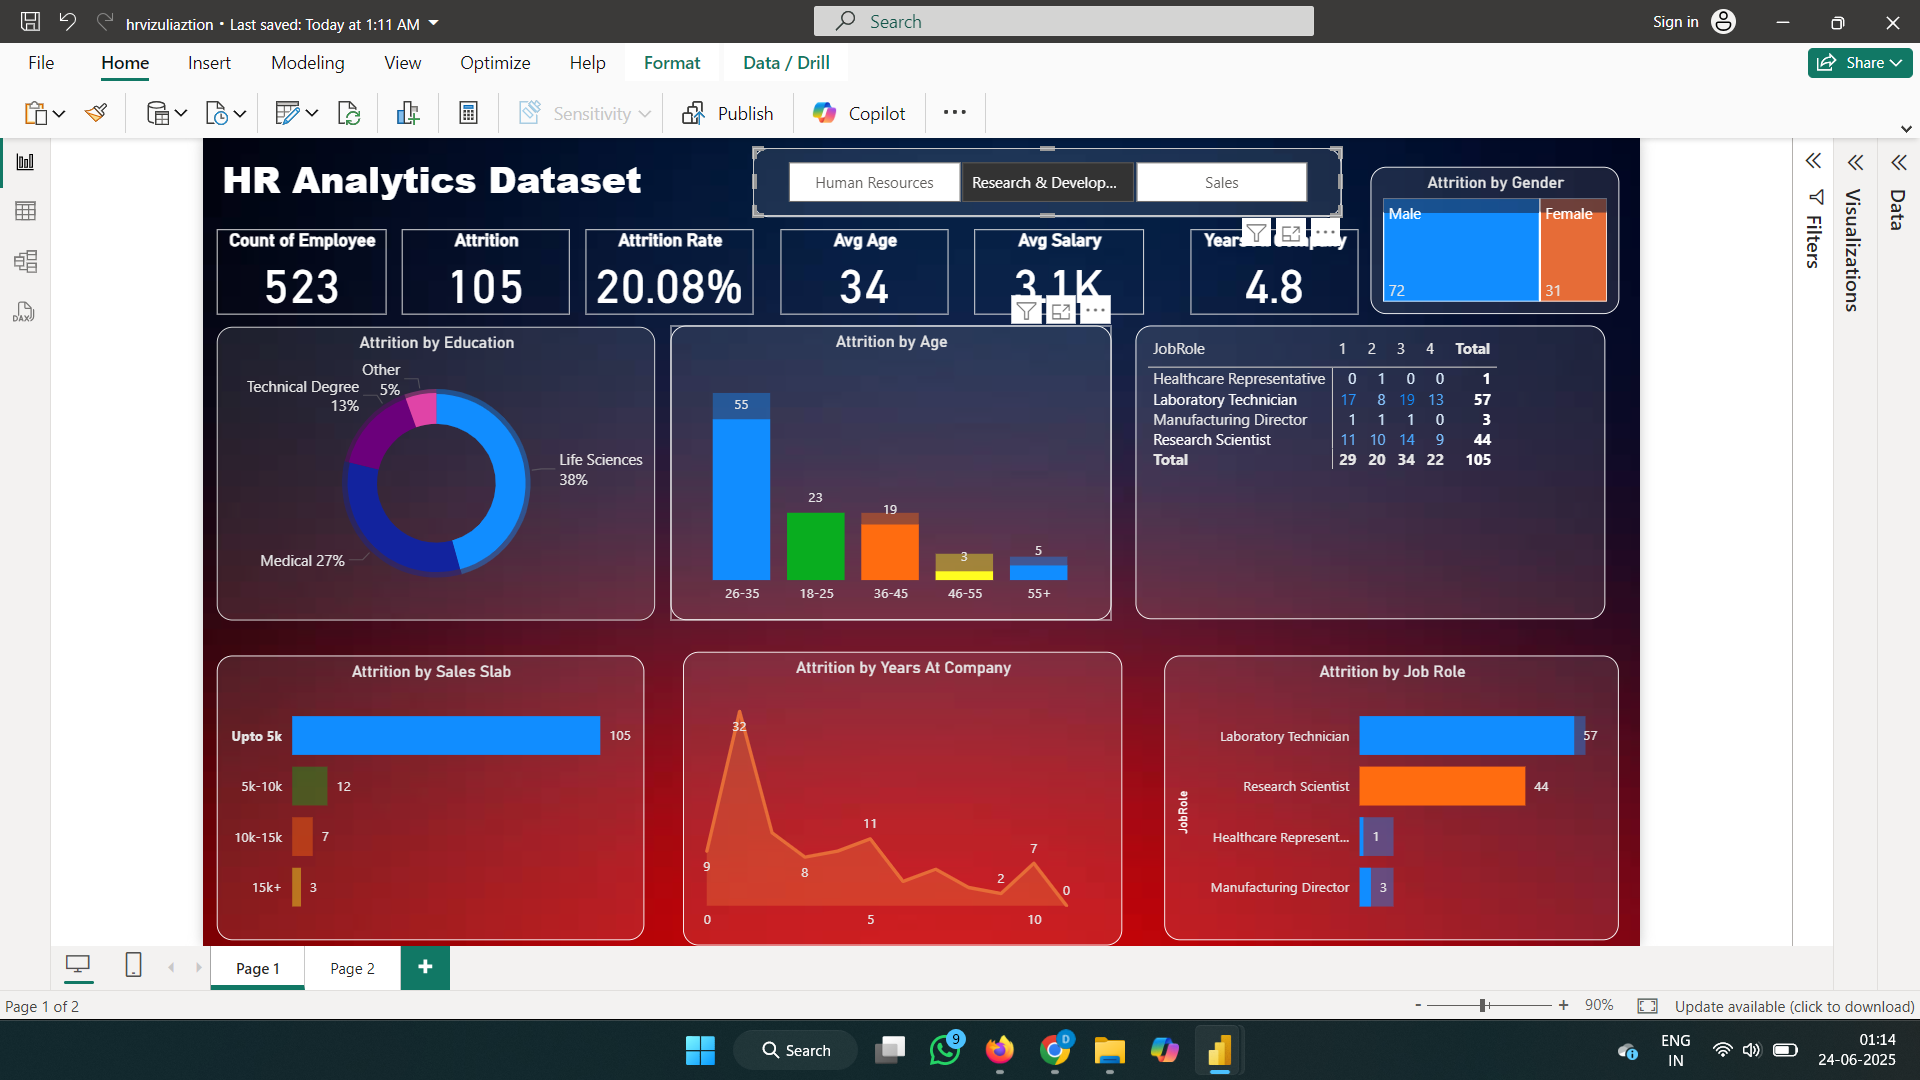 hrvizuliaztion • Last saved: Today at 1:11 AM
Search
Sign in
File
Home
Insert
Modeling
View
Optimize
Help
Format
Data / Drill
Share
Sensitivity
Publish
Copilot
HR Analytics Dataset
Human Resources
Research & Develop...
Sales
Count of Employee
523
Attrition
105
Attrition Rate
20.08%
Avg Age
34
Avg Salary
3.1K
4.8
Attrition by Gender
Male
Female
72
31
Filters
Visualizations
Data
DAX
Attrition by Education
Other
5%
Technical Degree
13%
Life Sciences
38%
Medical 27%
Attrition by Age
55
23
19
3
5
26-35
18-25
36-45
46-55
55+
JobRole 1 2 3 4 Total
Healthcare Representative 0 1 0 0 1
Laboratory Technician 17 8 19 13 57
Manufacturing Director 1 1 1 0 3
Research Scientist 11 10 14 9 44
Total 29 20 34 22 105
Attrition by Sales Slab
Upto 5k 105
5k-10k 12
10k-15k 7
15k+ 3
Attrition by Years At Company
32
9
8
11
2
7
0
0
5
10
Attrition by Job Role
JobRole
Laboratory Technician 57
Research Scientist 44
Healthcare Represent... 1
Manufacturing Director 3
Page 1
Page 2
Page 1 of 2
90%
Update available (click to download)
Search
9
D
ENG
IN
01:14
24-06-2025